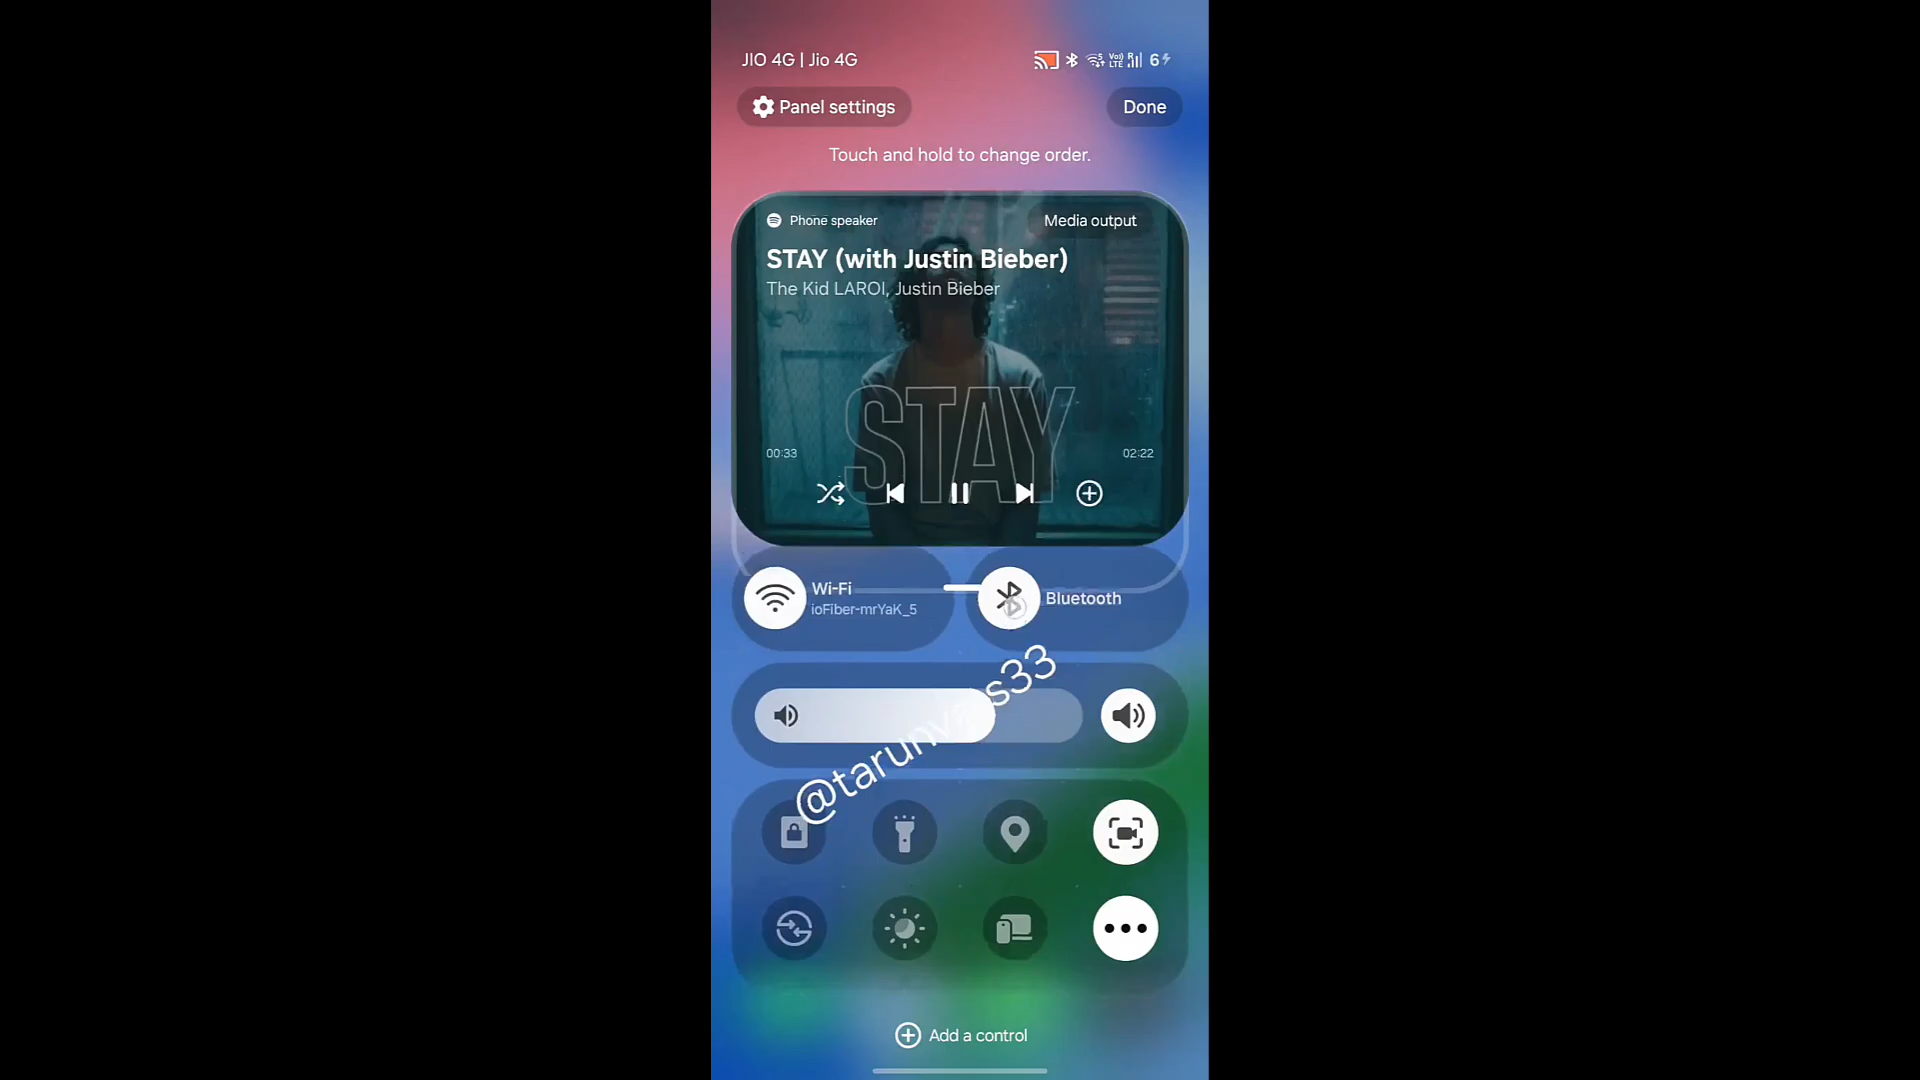 JIO 4G | Jio 4G
6
Panel settings
Done
Touch and hold to change order.
Phone speaker
Media output
STAY (with Justin Bieber)
The Kid LAROI, Justin Bieber
STAY
00:33
02:22
Wi-Fi
ioFiber-mrYaK_5
Bluetooth
Add a control